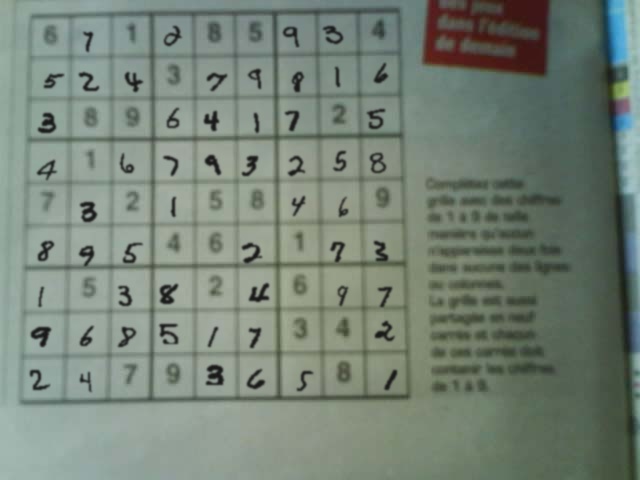 6 7 1 2 8 5 9 3 4
5 2 4 3 7 9 8 1 6
3 8 9 6 4 1 7 2 5
4 1 6 7 9 3 2 5 8
7 3 2 1 5 8 4 6 9
8 9 5 4 6 2 1 7 3
1 5 3 8 2 4 6 9 7
9 6 8 5 1 7 3 4 2
2 4 7 9 3 6 5 8 1
des jeux
dans l'édition
de demain
Complétez cette
grille avec des chiffres
de 1 à 9 de telle
manière qu'aucun
n'apparaisse deux fois
dans aucune des lignes
ou colonnes.
La grille est aussi
partagée en neuf
carrés et chacun
de ces carrés doit
contenir les chiffres
de 1 à 9.